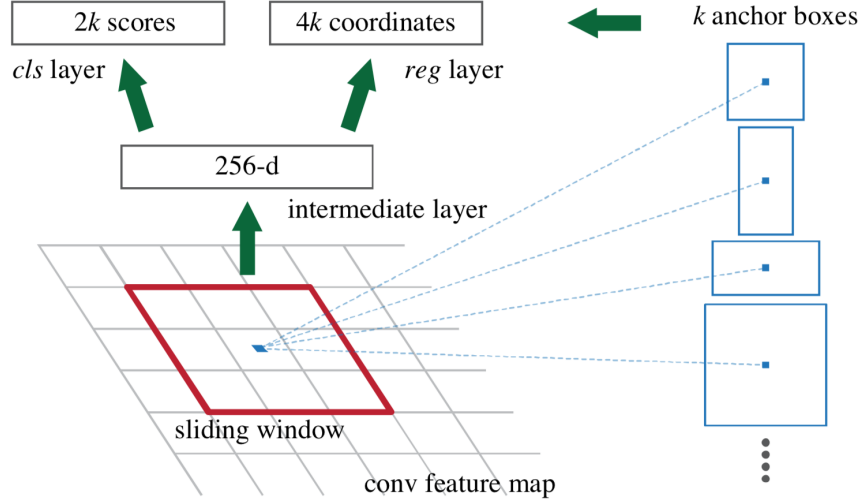 2k scores
4k coordinates
k anchor boxes
cls layer
reg layer
256-d
intermediate layer
sliding window
conv feature map